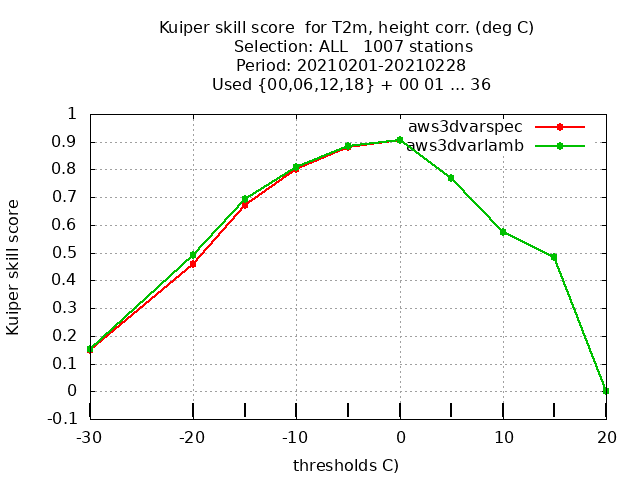 Kuiper skill score  for T2m, height corr. (deg C)
Selection: ALL   1007 stations
Period: 20210201-20210228
Used {00,06,12,18} + 00 01 ... 36
1
0.9
0.8
0.7
0.6
0.5
0.4
0.3
0.2
0.1
0
-0.1
Kuiper skill score
aws3dvarspec
aws3dvarlamb
-30
-20
-10
0
10
20
thresholds C)